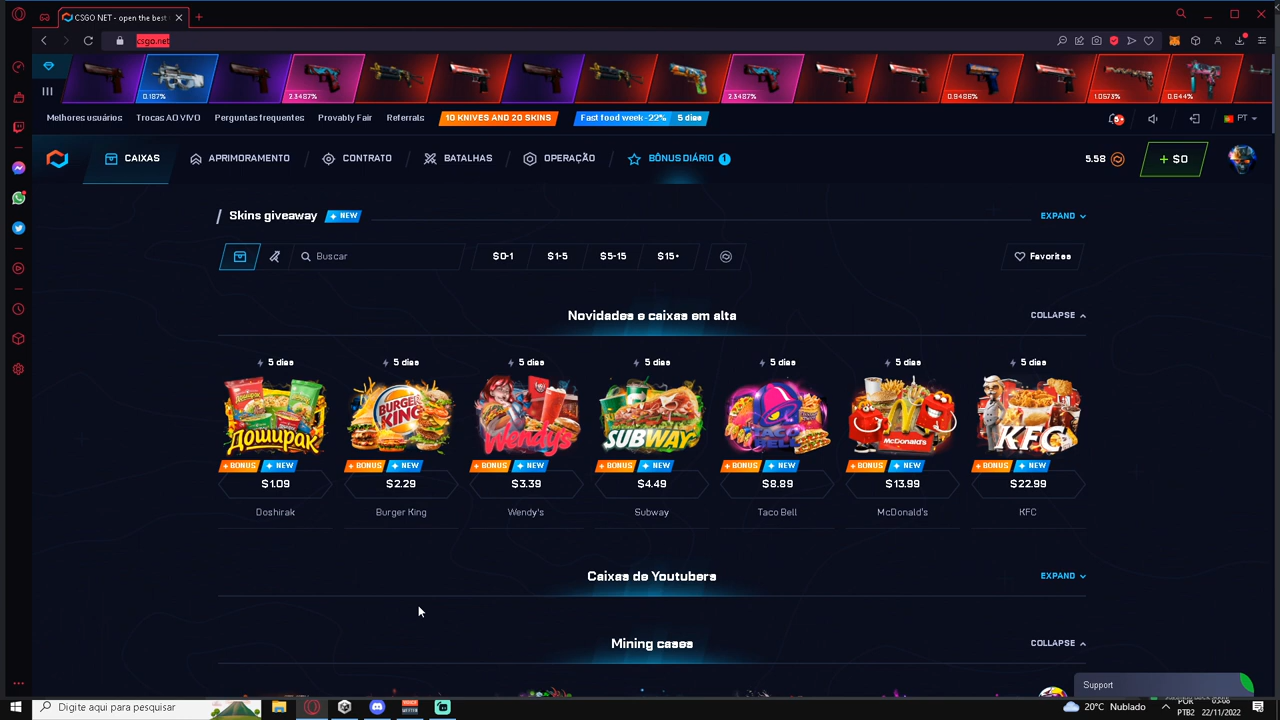 CSGO NET - open the best
csgo.net
0.187%
2.3487%
2.3487%
0.9486%
1.0573%
0.644%
Melhores usuários Trocas AO VIVO Perguntas frequentes Provably Fair Referrals 10 KNIVES AND 20 SKINS Fast food week -22% 5 dias 5+ PT
CAIXAS APRIMORAMENTO CONTRATO BATALHAS OPERAÇÃO BÔNUS DIÁRIO 1 5.58 + $0
Skins giveaway NEW EXPAND
Buscar $0-1 $1-5 $5-15 $15+ Favorites
Novidades e caixas em alta COLLAPSE
5 dias 5 dias 5 dias 5 dias 5 dias 5 dias 5 dias
Доширак BURGER KING Wendy's SUBWAY TACO BELL McDonald's KFC
+ BONUS NEW + BONUS NEW + BONUS NEW + BONUS NEW + BONUS NEW + BONUS NEW + BONUS NEW
$1.09 $2.29 $3.39 $4.49 $8.89 $13.99 $22.99
Doshirak Burger King Wendy's Subway Taco Bell McDonald's KFC
Caixas de Youtubers EXPAND
Mining cases COLLAPSE
Support
Digite aqui para pesquisar
20°C Nublado
POR
PTB2
22/11/2022